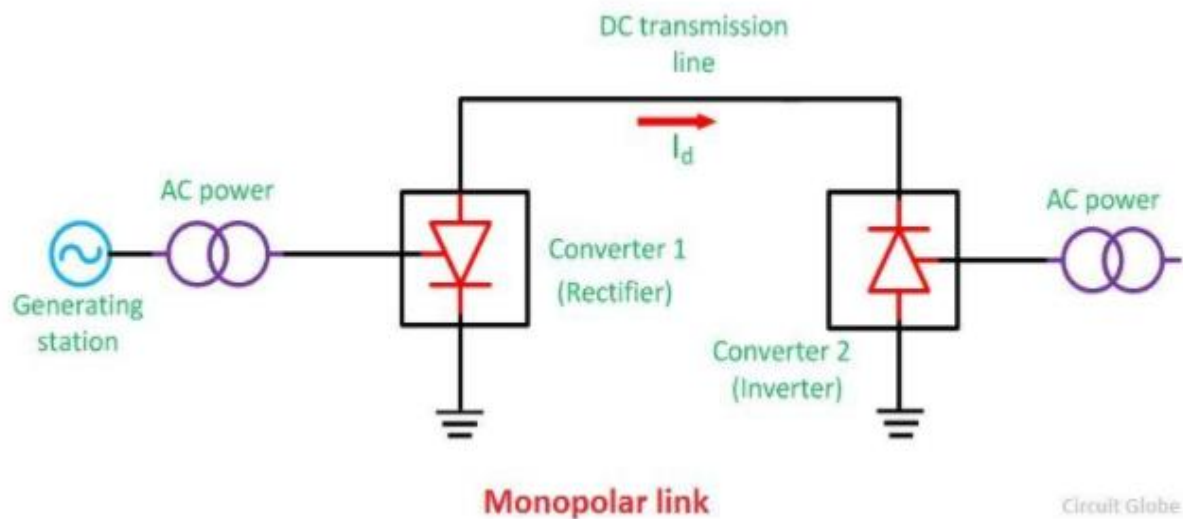 DC transmission
line
I_d
AC power
AC power
Converter 1
(Rectifier)
Generating
station
Converter 2
(Inverter)
Monopolar link
Circuit Globe